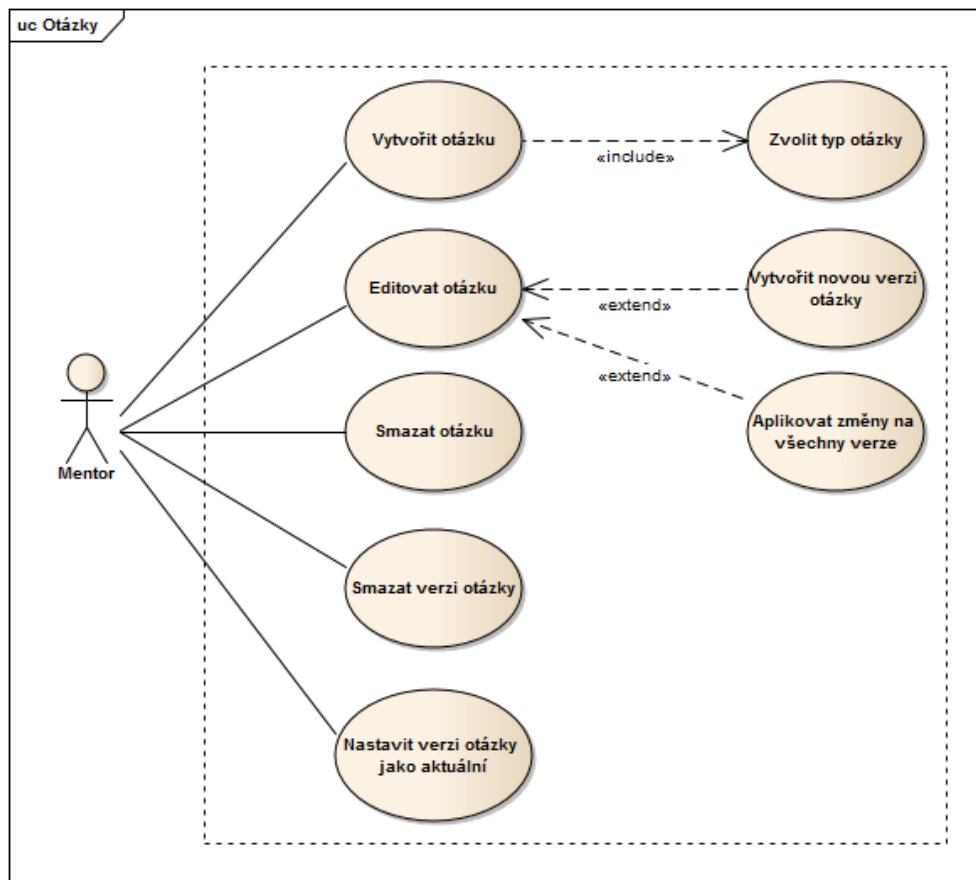 uc Otázky
Vytvořit otázku
«include»
Zvolit typ otázky
Editovat otázku
«extend»
Vytvořit novou verzi
otázky
«extend»
Aplikovat změny na
všechny verze
Smazat otázku
Mentor
Smazat verzi otázky
Nastavit verzi otázky
jako aktuální